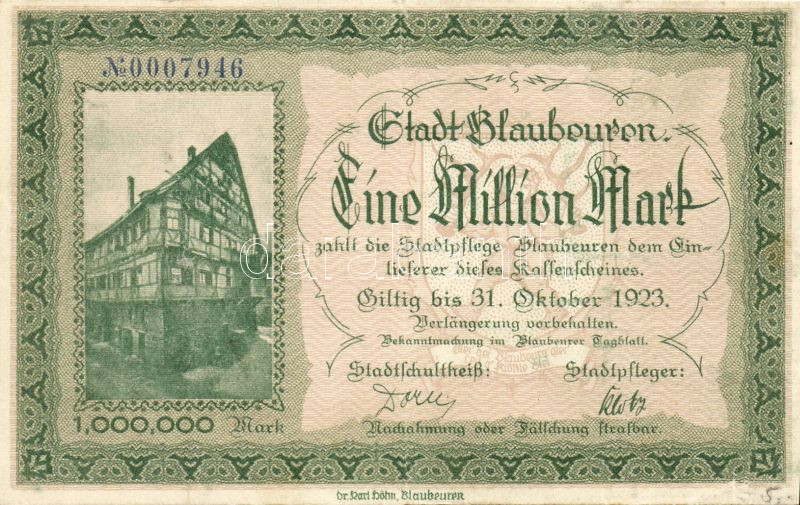 №0007946
Stadt Blaubeuren.
Eine Million Mark
zahlt die Stadtpflege Blaubeuren dem Ein-
lieferer dieses Kassenscheines.
Giltig bis 31. Oktober 1923.
Verlängerung vorbehalten.
Bekanntmachung im Blaubeurer Tagblatt.
Stadtschultheiß: Stadtpfleger:
1,000,000 Mark
Nachahmung oder Fälschung strafbar.
Dr. Karl Höhn, Blaubeuren
5.-